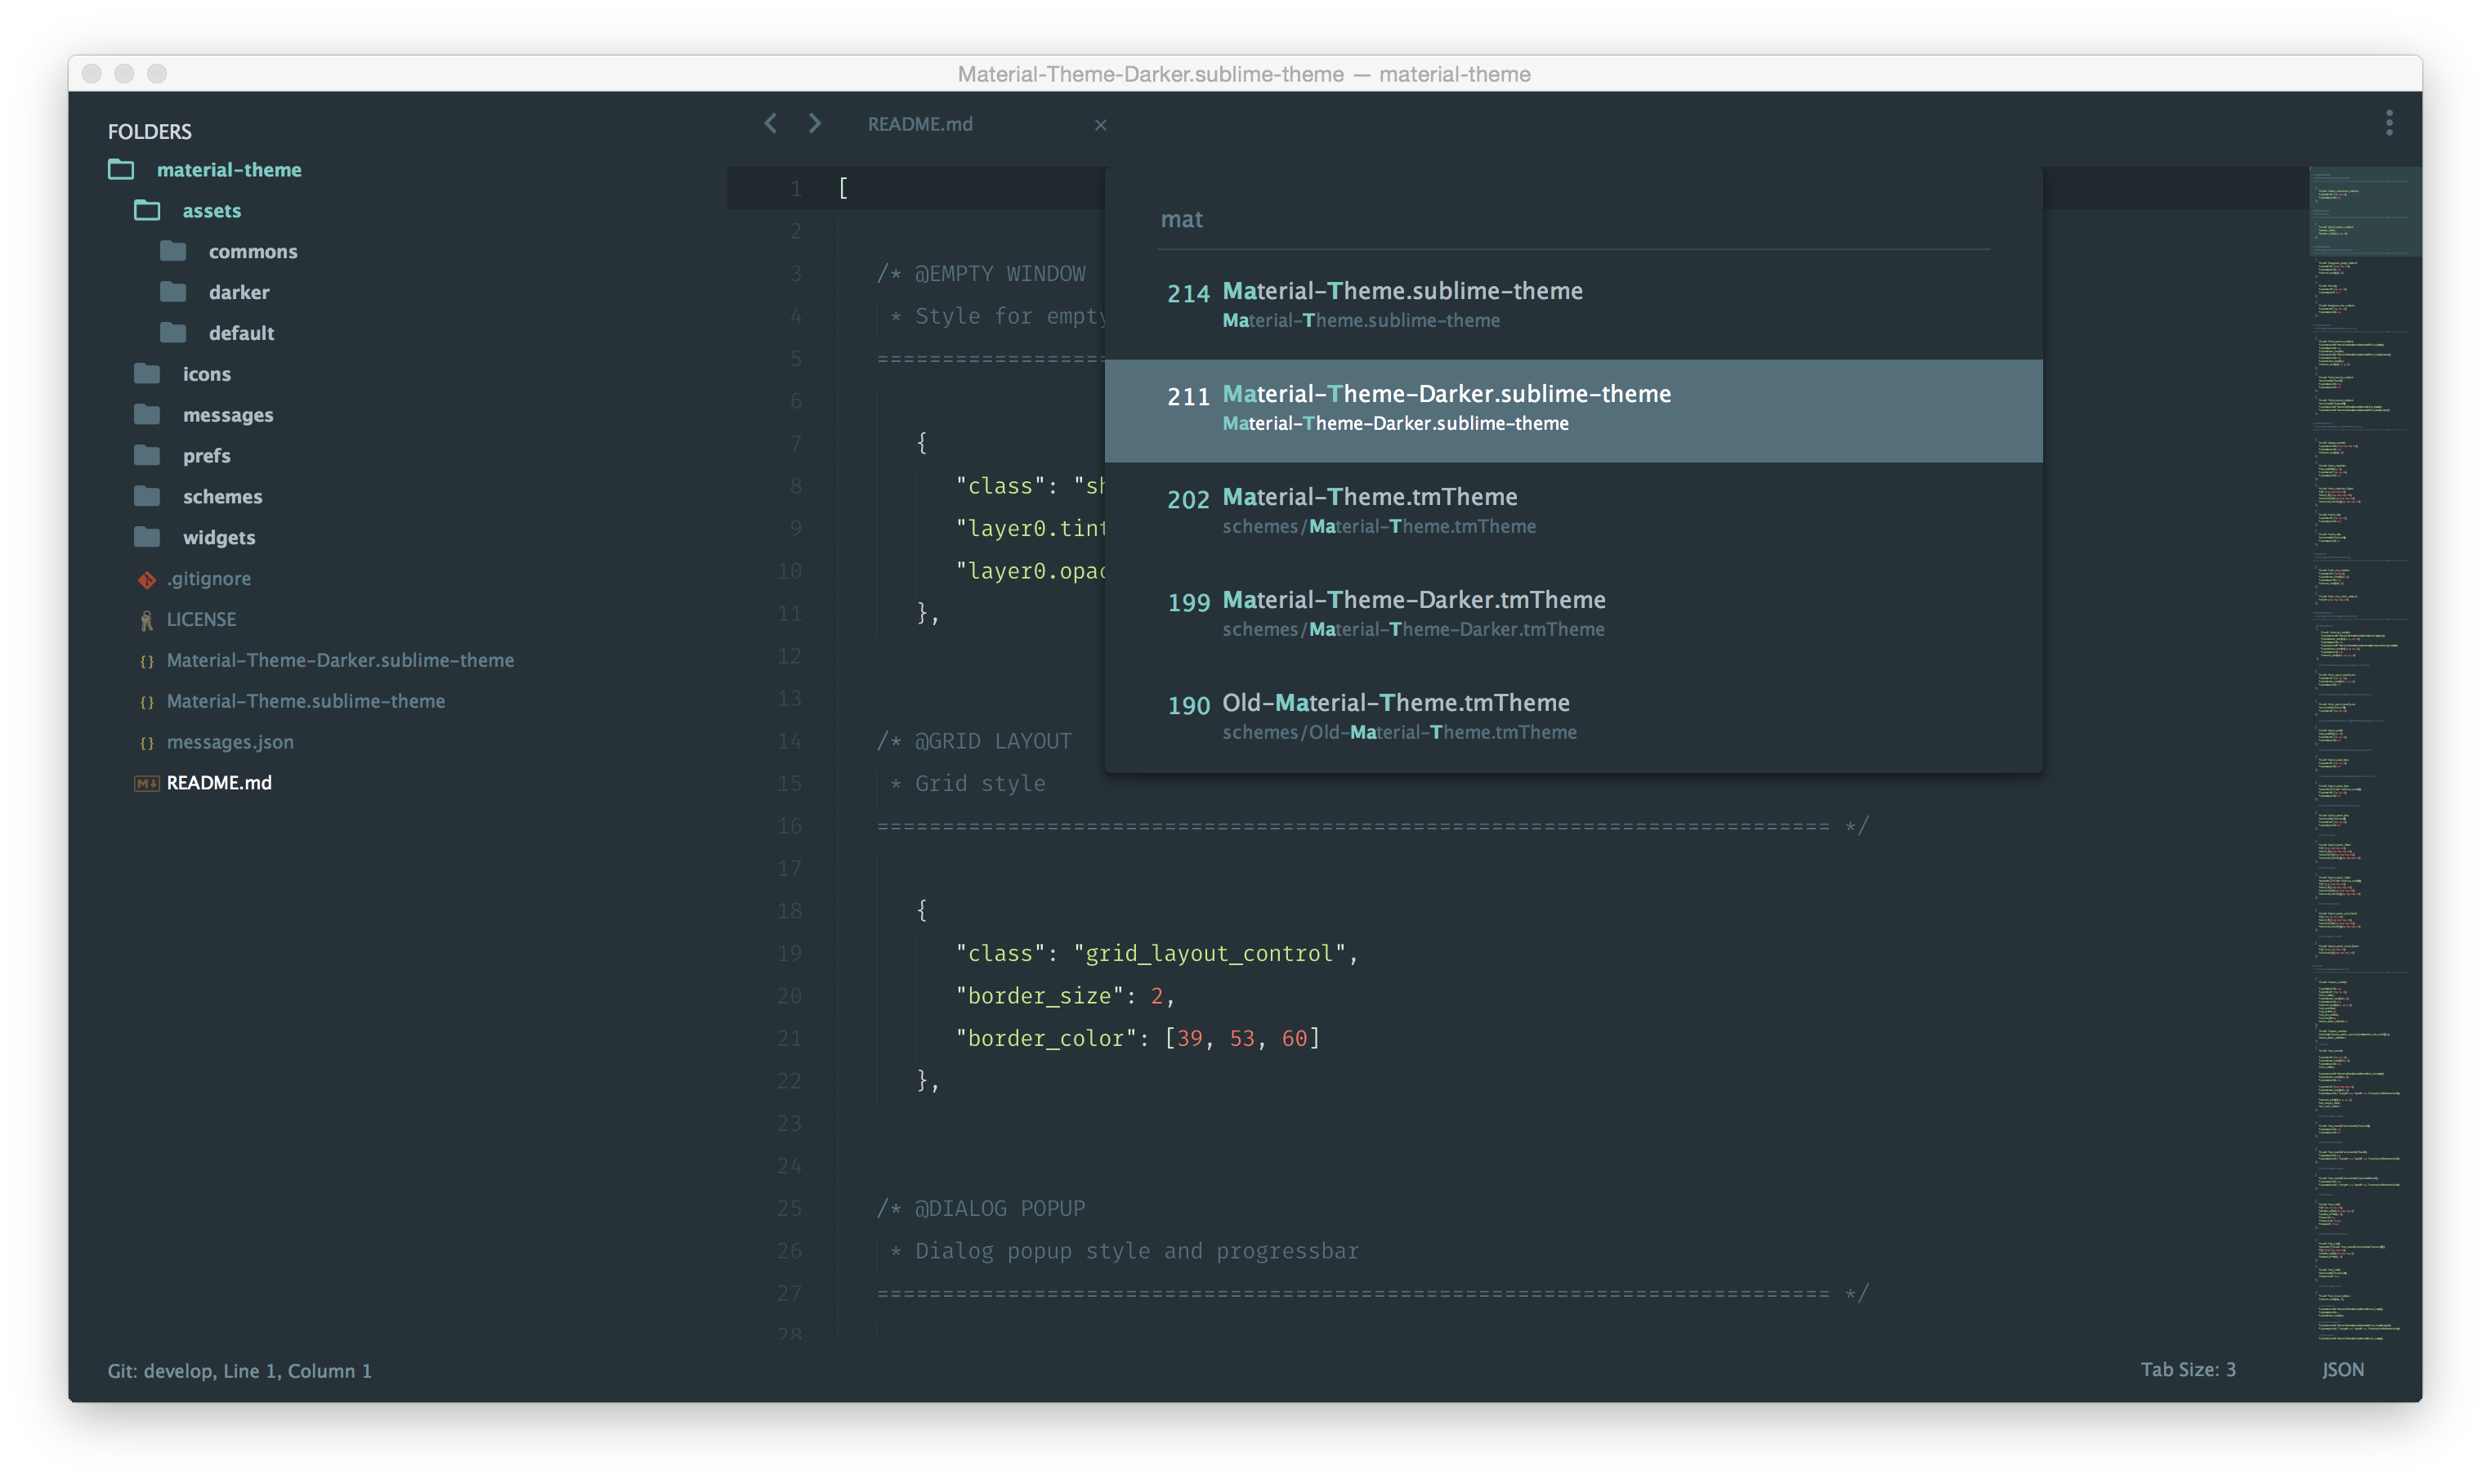 Material-Theme-Darker.sublime-theme — material-theme
FOLDERS
material-theme
assets
commons
darker
default
icons
messages
prefs
schemes
widgets
.gitignore
LICENSE
{} Material-Theme-Darker.sublime-theme
{} Material-Theme.sublime-theme
{} messages.json
M↓ README.md
README.md ×
mat
214 Material-Theme.sublime-theme
Material-Theme.sublime-theme
211 Material-Theme-Darker.sublime-theme
Material-Theme-Darker.sublime-theme
202 Material-Theme.tmTheme
schemes/Material-Theme.tmTheme
199 Material-Theme-Darker.tmTheme
schemes/Material-Theme-Darker.tmTheme
190 Old-Material-Theme.tmTheme
schemes/Old-Material-Theme.tmTheme
1 [
2
3 /* @EMPTY WINDOW
4 * Style for empty
5 ==================
6
7 {
8 "class": "sh
9 "layer0.tint
10 "layer0.opac
11 },
12
13
14 /* @GRID LAYOUT
15 * Grid style
16 ========================================================================= */
17
18 {
19 "class": "grid_layout_control",
20 "border_size": 2,
21 "border_color": [39, 53, 60]
22 },
23
24
25 /* @DIALOG POPUP
26 * Dialog popup style and progressbar
27 ========================================================================= */
28
Git: develop, Line 1, Column 1
Tab Size: 3
JSON